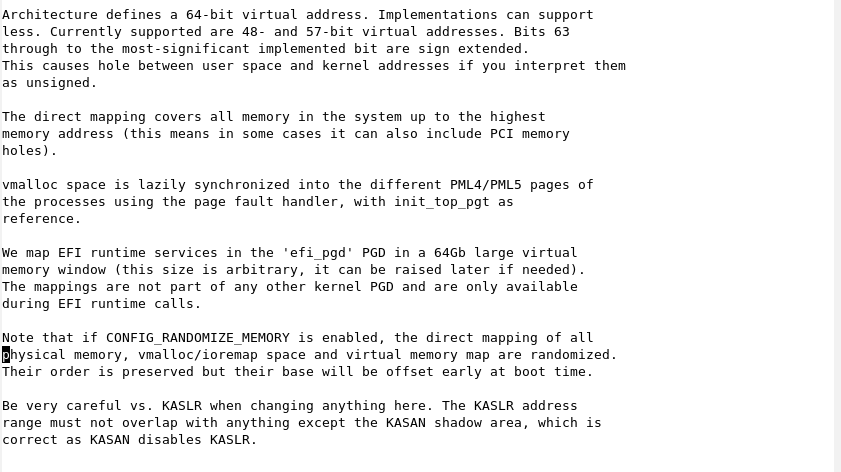 Architecture defines a 64-bit virtual address. Implementations can support
less. Currently supported are 48- and 57-bit virtual addresses. Bits 63
through to the most-significant implemented bit are sign extended.
This causes hole between user space and kernel addresses if you interpret them
as unsigned.

The direct mapping covers all memory in the system up to the highest
memory address (this means in some cases it can also include PCI memory
holes).

vmalloc space is lazily synchronized into the different PML4/PML5 pages of
the processes using the page fault handler, with init_top_pgt as
reference.

We map EFI runtime services in the 'efi_pgd' PGD in a 64Gb large virtual
memory window (this size is arbitrary, it can be raised later if needed).
The mappings are not part of any other kernel PGD and are only available
during EFI runtime calls.

Note that if CONFIG_RANDOMIZE_MEMORY is enabled, the direct mapping of all
physical memory, vmalloc/ioremap space and virtual memory map are randomized.
Their order is preserved but their base will be offset early at boot time.

Be very careful vs. KASLR when changing anything here. The KASLR address
range must not overlap with anything except the KASAN shadow area, which is
correct as KASAN disables KASLR.